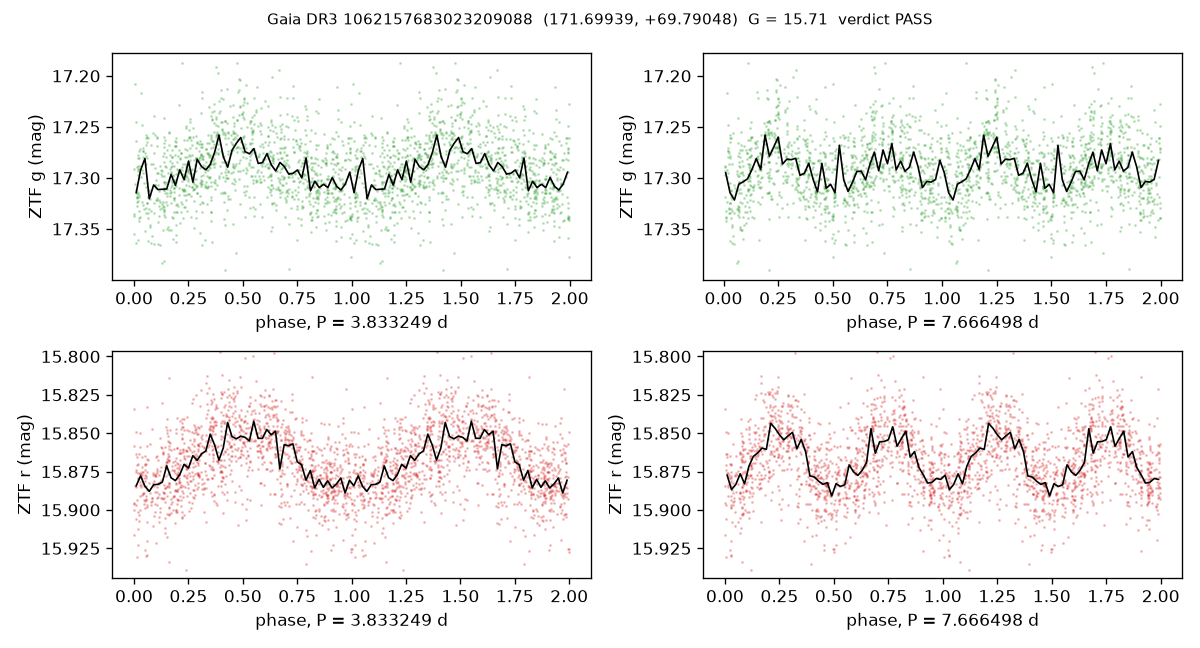 Gaia DR3 1062157683023209088  (171.69939, +69.79048)  G = 15.71  verdict PASS
ZTF g (mag)
17.20
17.25
17.30
17.35
0.00 0.25 0.50 0.75 1.00 1.25 1.50 1.75 2.00
phase, P = 3.833249 d
ZTF g (mag)
17.20
17.25
17.30
17.35
0.00 0.25 0.50 0.75 1.00 1.25 1.50 1.75 2.00
phase, P = 7.666498 d
ZTF r (mag)
15.800
15.825
15.850
15.875
15.900
15.925
0.00 0.25 0.50 0.75 1.00 1.25 1.50 1.75 2.00
phase, P = 3.833249 d
ZTF r (mag)
15.800
15.825
15.850
15.875
15.900
15.925
0.00 0.25 0.50 0.75 1.00 1.25 1.50 1.75 2.00
phase, P = 7.666498 d